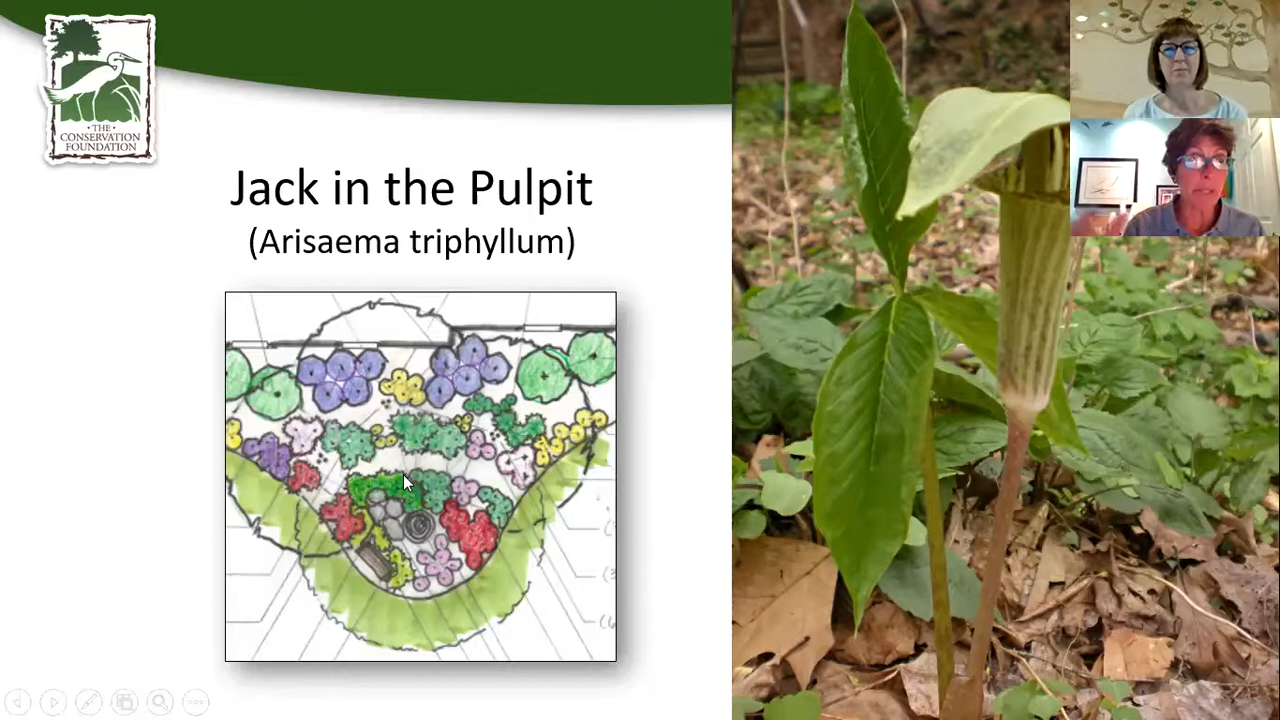 • THE •
CONSERVATION
FOUNDATION
Jack in the Pulpit
(Arisaema triphyllum)